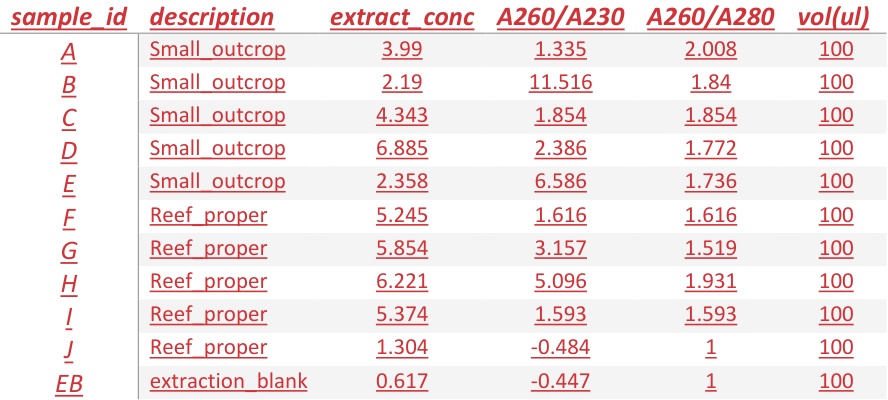 sample_id description extract_conc A260/A230 A260/A280 vol(ul)
A Small_outcrop 3.99 1.335 2.008 100
B Small_outcrop 2.19 11.516 1.84 100
C Small_outcrop 4.343 1.854 1.854 100
D Small_outcrop 6.885 2.386 1.772 100
E Small_outcrop 2.358 6.586 1.736 100
F Reef_proper 5.245 1.616 1.616 100
G Reef_proper 5.854 3.157 1.519 100
H Reef_proper 6.221 5.096 1.931 100
I Reef_proper 5.374 1.593 1.593 100
J Reef_proper 1.304 -0.484 1 100
EB extraction_blank 0.617 -0.447 1 100